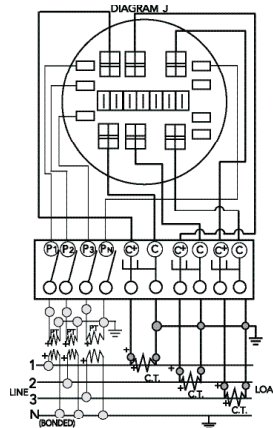 DIAGRAM J
P1 P2 P3 PN C+ C C+ C C+ C
PT PT PT
+ + +
1
+ C.T.
2
LINE + C.T. LOA
3
+ C.T.
N
(BONDED)